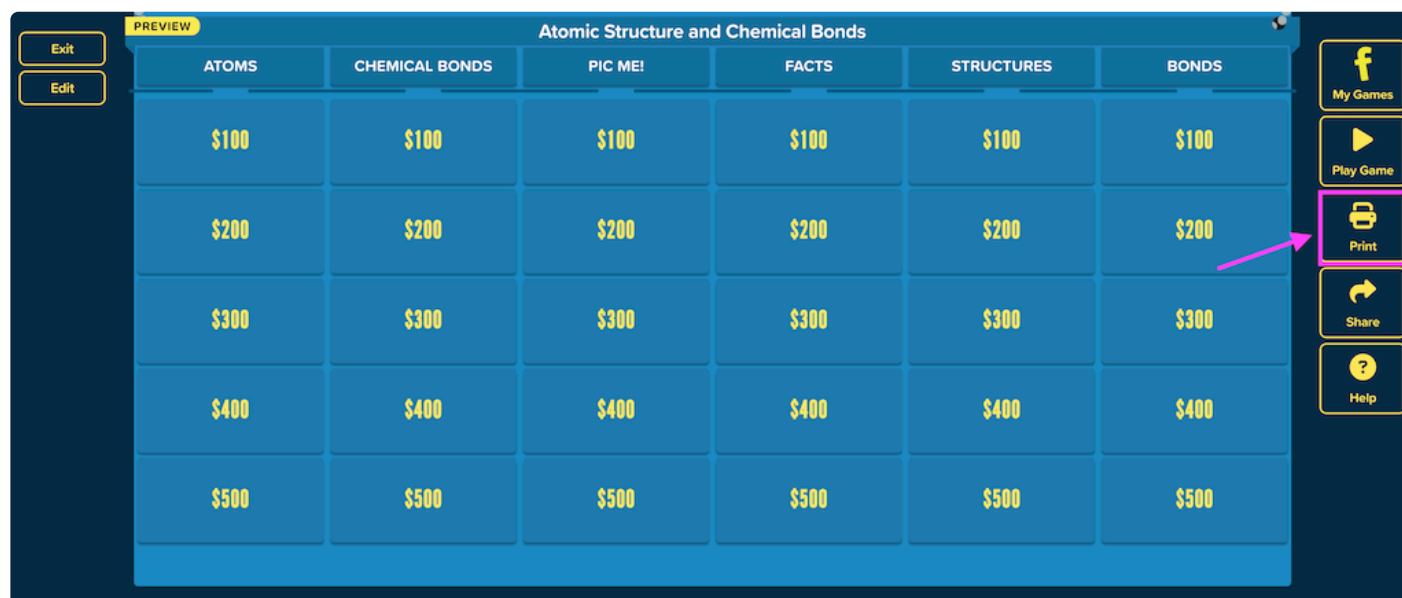 PREVIEW
Atomic Structure and Chemical Bonds
Exit
Edit
ATOMS CHEMICAL BONDS PIC ME! FACTS STRUCTURES BONDS
$100 $100 $100 $100 $100 $100
$200 $200 $200 $200 $200 $200
$300 $300 $300 $300 $300 $300
$400 $400 $400 $400 $400 $400
$500 $500 $500 $500 $500 $500
My Games
Play Game
Print
Share
?
Help